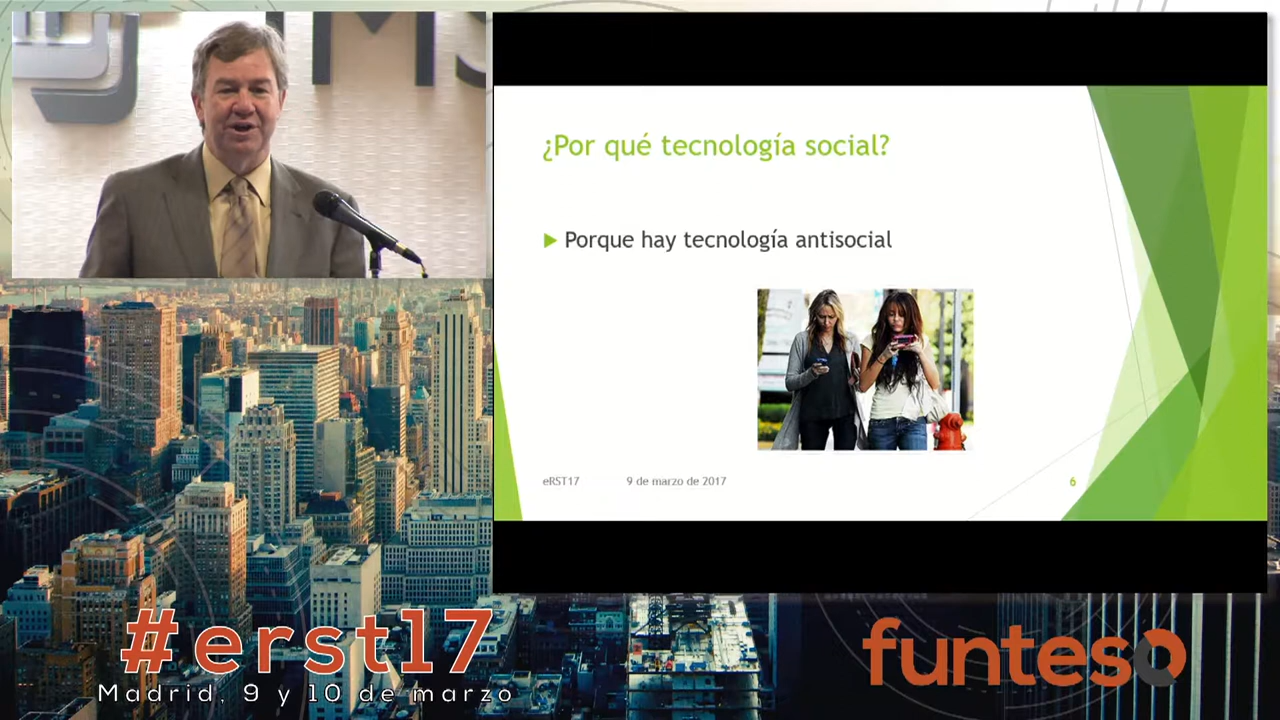 MS
¿Por qué tecnología social?
Porque hay tecnología antisocial
eRST17 9 de marzo de 2017 6
#erst17
Madrid, 9 y 10 de marzo
funteso